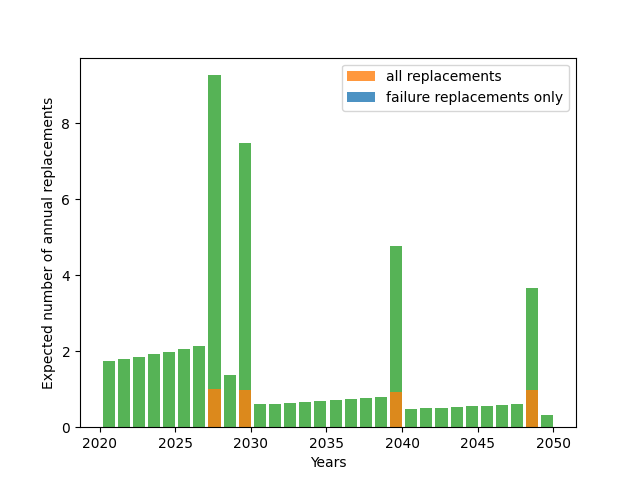 all replacements
failure replacements only
Expected number of annual replacements
8
6
4
2
0
2020 2025 2030 2035 2040 2045 2050
Years